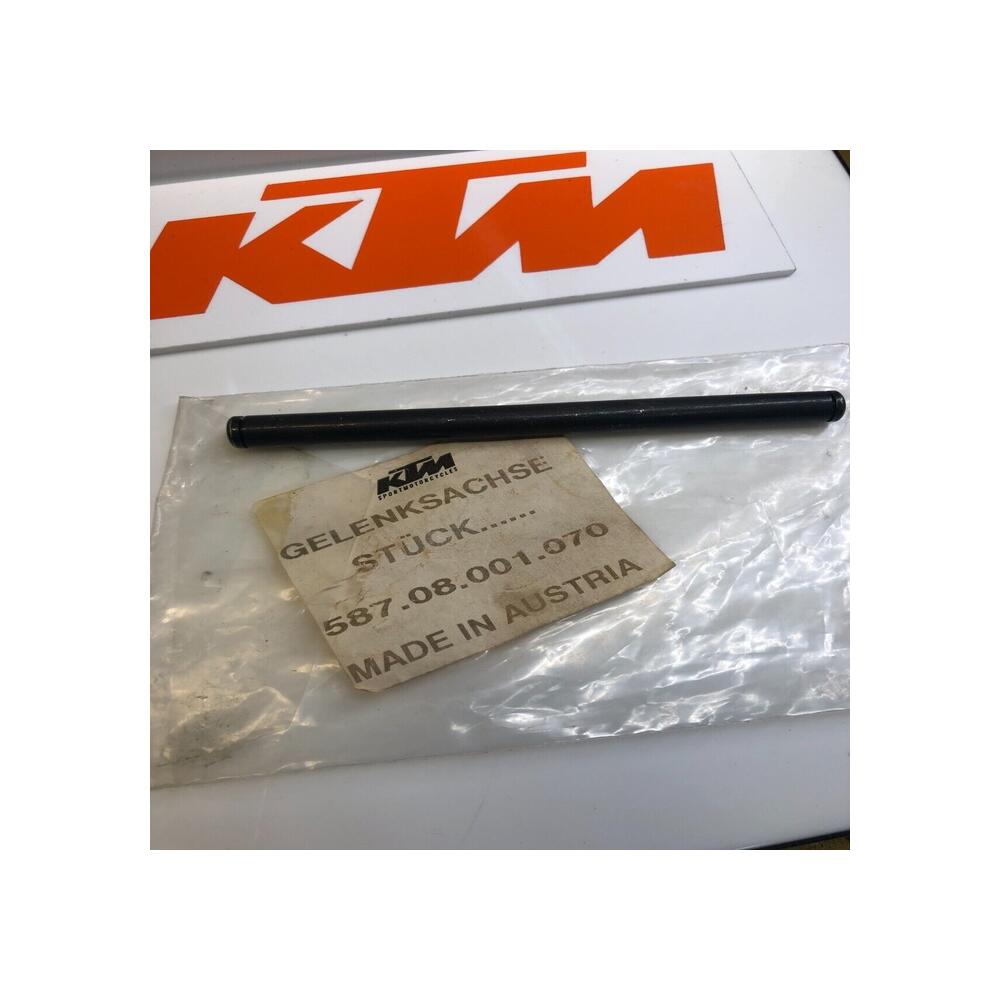 KTM
KTM
SPORTMOTORCYCLES
GELENKSACHSE
STÜCK......
587.08.001.070
MADE IN AUSTRIA